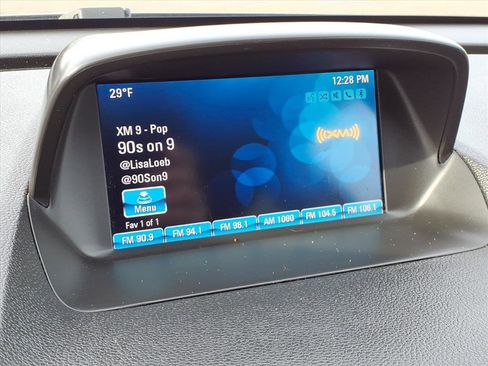 29°F 12:28 PM
XM 9 - Pop
90s on 9
@LisaLoeb
@90Son9
((XM))
Menu
Fav 1 of 1
FM 90.9 FM 94.1 FM 98.1 AM 1060 FM 104.5 FM 106.1